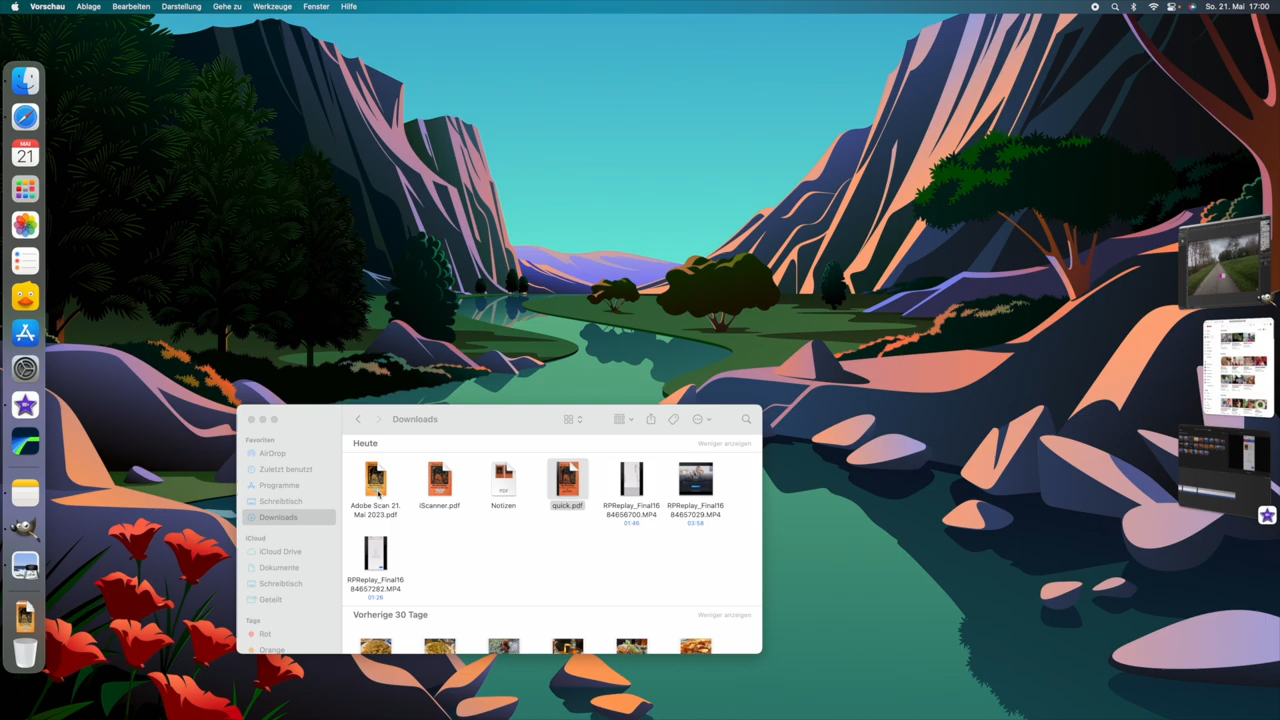 Vorschau Ablage Bearbeiten Darstellung Gehe zu Werkzeuge Fenster Hilfe So. 21. Mai 17:00
MAI
21
Downloads
Favoriten
AirDrop
Zuletzt benutzt
Programme
Schreibtisch
Downloads
iCloud
iCloud Drive
Dokumente
Schreibtisch
Geteilt
Tags
Rot
Orange
Heute Weniger anzeigen
PDF
Adobe Scan 21.
Mai 2023.pdf
iScanner.pdf
Notizen
quick.pdf
RPReplay_Final16
84656700.MP4
01:46
RPReplay_Final16
84657029.MP4
03:58
RPReplay_Final16
84657282.MP4
01:26
Vorherige 30 Tage Weniger anzeigen